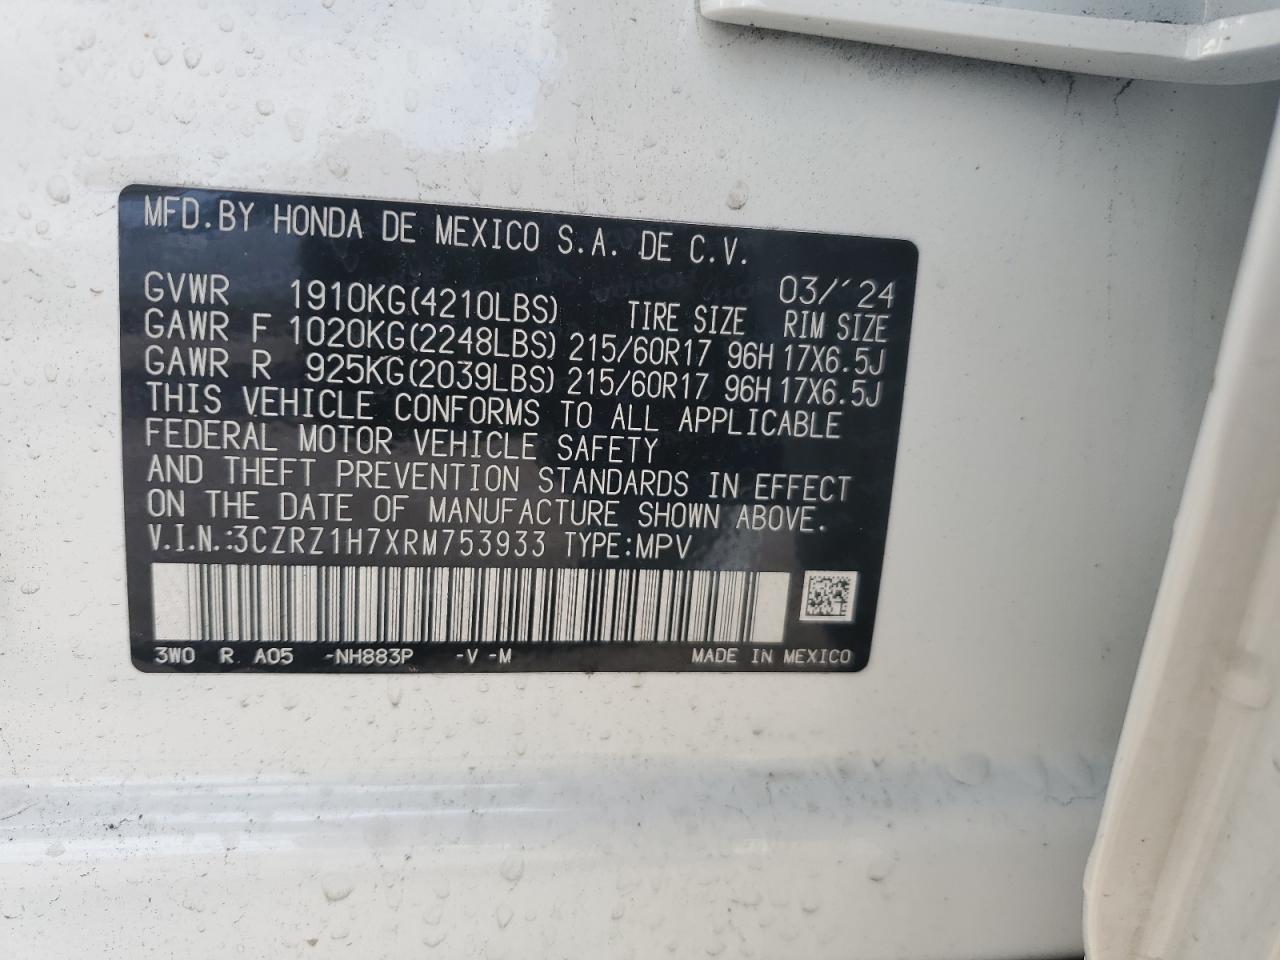 MFD.BY HONDA DE MEXICO S.A. DE C.V.
03/'24
GVWR 1910KG(4210LBS) TIRE SIZE RIM SIZE
GAWR F 1020KG(2248LBS) 215/60R17 96H 17X6.5J
GAWR R 925KG(2039LBS) 215/60R17 96H 17X6.5J
THIS VEHICLE CONFORMS TO ALL APPLICABLE
FEDERAL MOTOR VEHICLE SAFETY
AND THEFT PREVENTION STANDARDS IN EFFECT
ON THE DATE OF MANUFACTURE SHOWN ABOVE.
V.I.N.:3CZRZ1H7XRM753933 TYPE:MPV
3W0 R A05 -NH883P -V -M MADE IN MEXICO